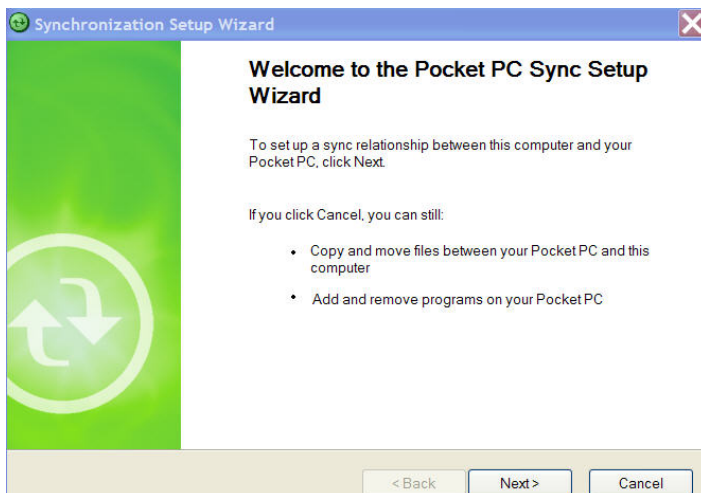 Synchronization Setup Wizard
Welcome to the Pocket PC Sync Setup
Wizard
To set up a sync relationship between this computer and your
Pocket PC, click Next.
If you click Cancel, you can still:
• Copy and move files between your Pocket PC and this
computer
• Add and remove programs on your Pocket PC
< Back Next > Cancel